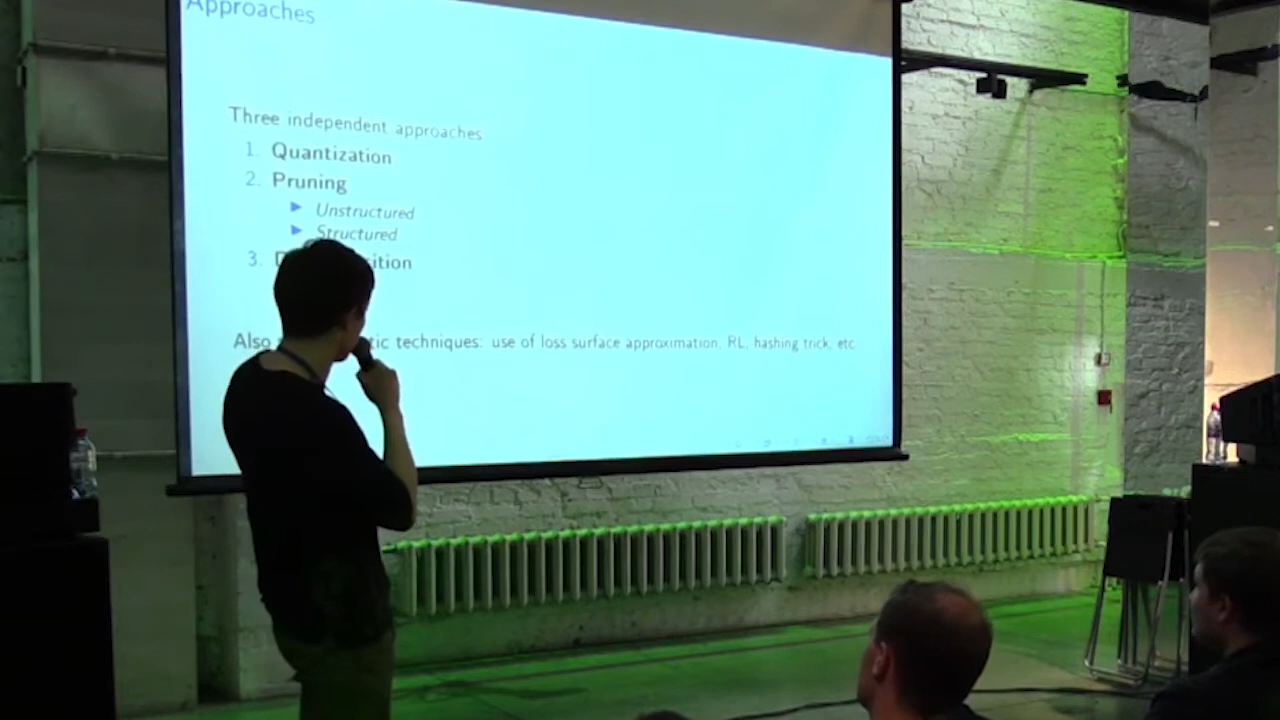 Approaches
Three independent approaches
1. Quantization
2. Pruning
Unstructured
Structured
3.
Also techniques: use of loss surface approximation, RL, hashing trick, etc